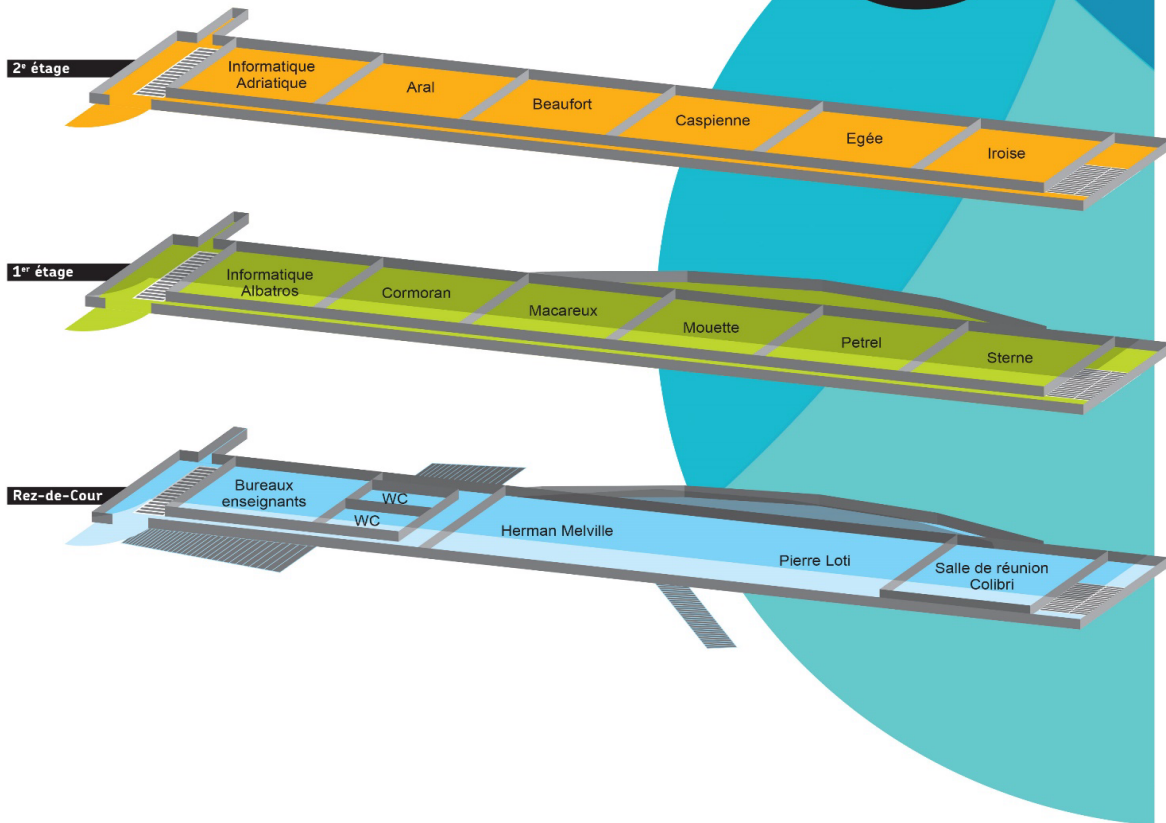 2e étage
Informatique
Adriatique
Aral
Beaufort
Caspienne
Egée
Iroise
1er étage
Informatique
Albatros
Cormoran
Macareux
Mouette
Petrel
Sterne
Rez-de-Cour
Bureaux
enseignants
WC
WC
Herman Melville
Pierre Loti
Salle de réunion
Colibri